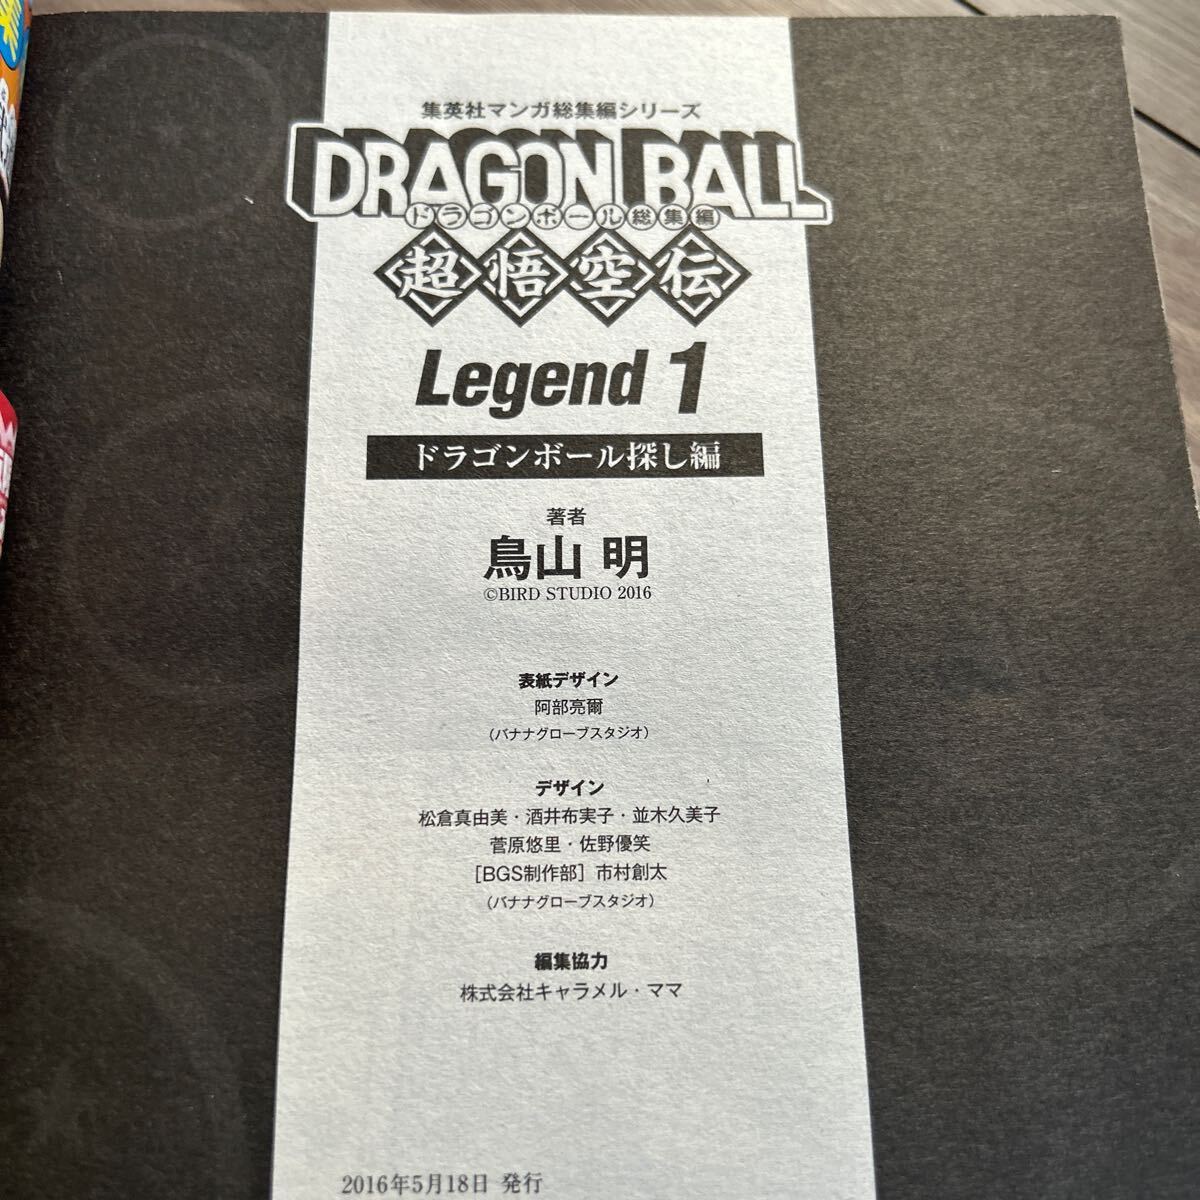 集英社マンガ総集編シリーズ
DRAGON BALL
ドラゴンボール総集編
超悟空伝
Legend 1
ドラゴンボール探し編
著者
鳥山 明
©BIRD STUDIO 2016
表紙デザイン
阿部亮爾
（バナナグローブスタジオ）
デザイン
松倉真由美・酒井布実子・並木久美子
菅原悠里・佐野優笑
［BGS制作部］市村創太
（バナナグローブスタジオ）
編集協力
株式会社キャラメル・ママ
2016年5月18日 発行